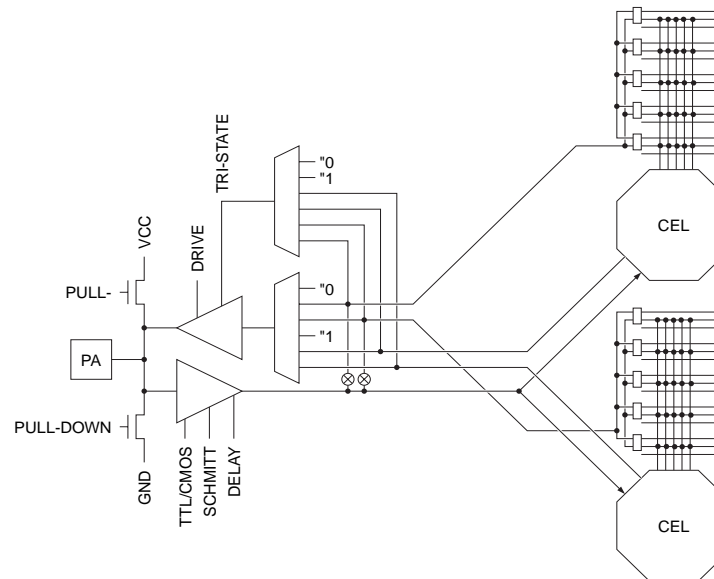 "0
"1
TRI-STATE
CEL
VCC
DRIVE
PULL-
"0
"1
PA
PULL-DOWN
GND
TTL/CMOS
SCHMITT
DELAY
CEL